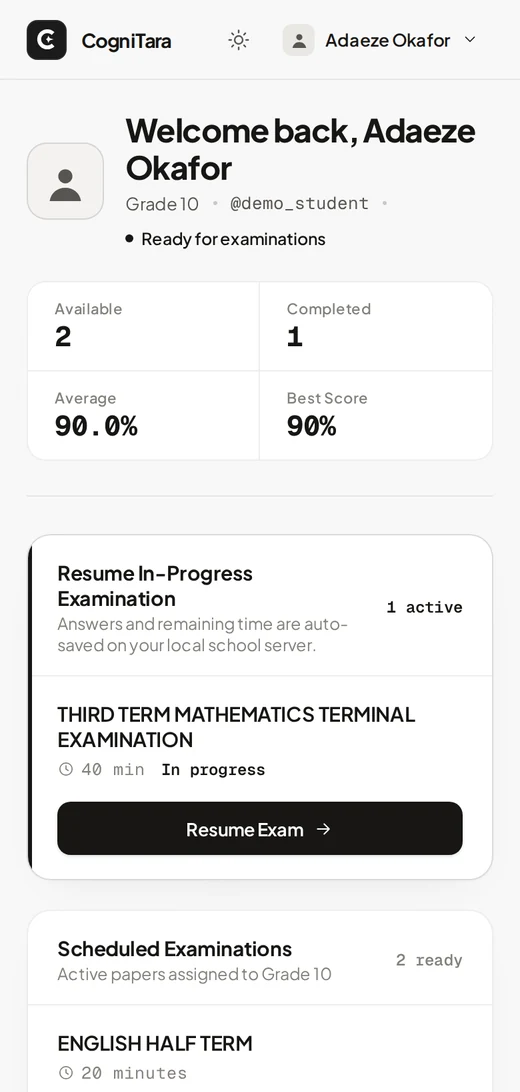 CogniTara
Adaeze Okafor
Welcome back, Adaeze
Okafor
Grade 10 • @demo_student •
• Ready for examinations
Available
2
Completed
1
Average
90.0%
Best Score
90%
Resume In-Progress
Examination
Answers and remaining time are auto-
saved on your local school server.
1 active
THIRD TERM MATHEMATICS TERMINAL
EXAMINATION
40 min In progress
Resume Exam →
Scheduled Examinations
Active papers assigned to Grade 10
2 ready
ENGLISH HALF TERM
20 minutes